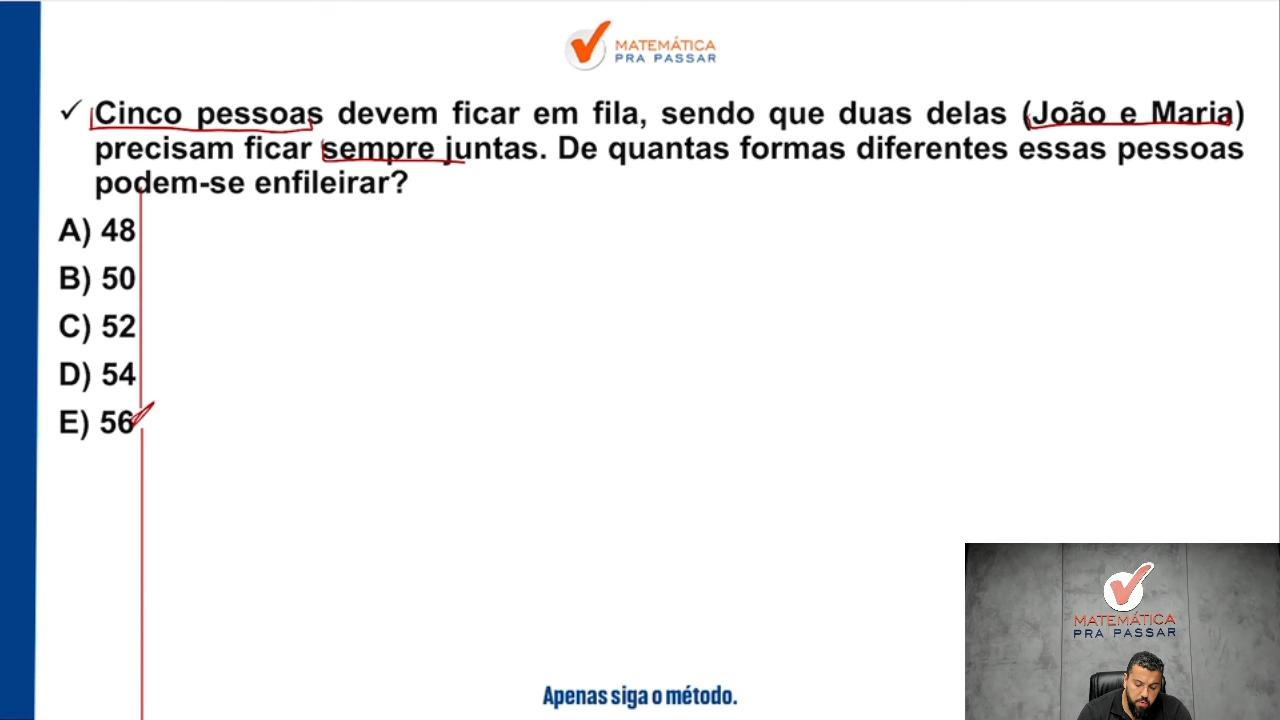 MATEMÁTICA
PRA PASSAR
✓ Cinco pessoas devem ficar em fila, sendo que duas delas (João e Maria)
precisam ficar sempre juntas. De quantas formas diferentes essas pessoas
podem-se enfileirar?
A) 48
B) 50
C) 52
D) 54
E) 56
MATEMÁTICA
PRA PASSAR
Apenas siga o método.